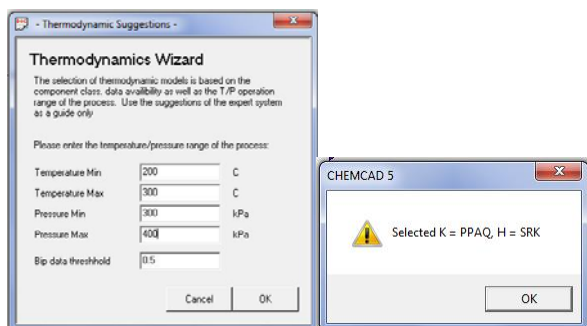 - Thermodynamic Suggestions -
Thermodynamics Wizard
The selection of thermodynamic models is based on the
component class, data availibility as well as the T/P operation
range of the process. Use the suggestions of the expert system
as a guide only
Please enter the temperature/pressure range of the process:
Temperature Min 200 C
Temperature Max 300 C
Pressure Min 300 kPa
Pressure Max 400 kPa
Bip data threshhold 0.5
Cancel OK
CHEMCAD 5
Selected K = PPAQ, H = SRK
OK